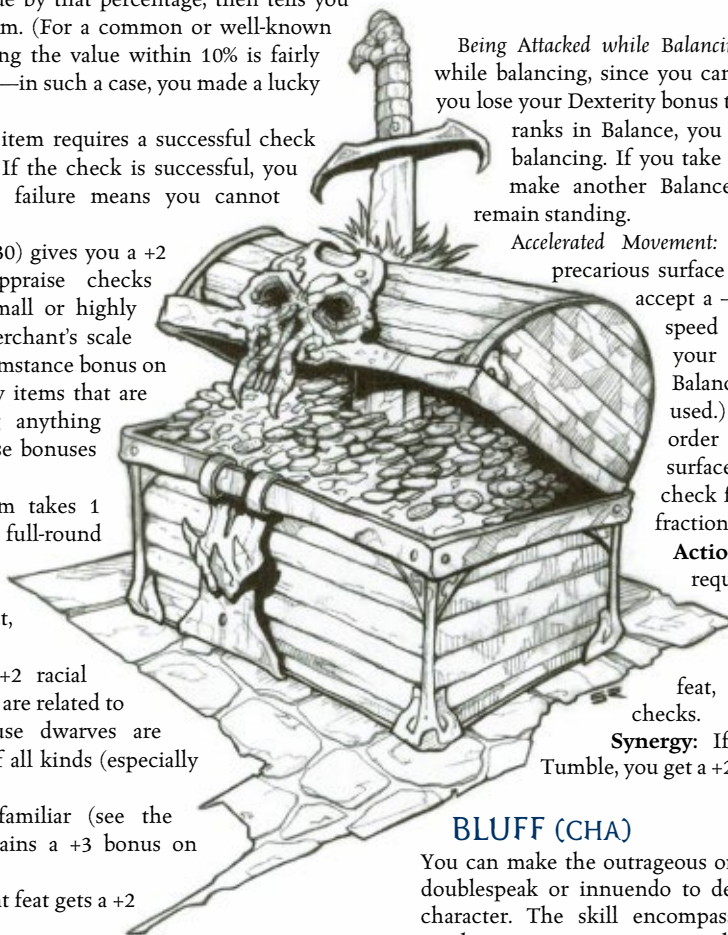 de by that percentage, then tells you
m. (For a common or well-known
ng the value within 10% is fairly
—in such a case, you made a lucky
item requires a successful check
If the check is successful, you
failure means you cannot
30) gives you a +2
ppraise checks
mall or highly
erchant’s scale
mstance bonus on
y items that are
g anything
se bonuses
m takes 1
full-round
t,
+2 racial
are related to
use dwarves are
f all kinds (especially
familiar (see the
ains a +3 bonus on
nt feat gets a +2
Being Attacked while Balancin
while balancing, since you can
you lose your Dexterity bonus t
ranks in Balance, you
balancing. If you take
make another Balance
remain standing.
Accelerated Movement:
precarious surface
accept a –
speed
your
Balanc
used.)
order
surface
check f
fraction
Actio
requ
feat,
checks.
Synergy: If
Tumble, you get a +2
SR
BLUFF (CHA)
You can make the outrageous o
doublespeak or innuendo to de
character. The skill encompas